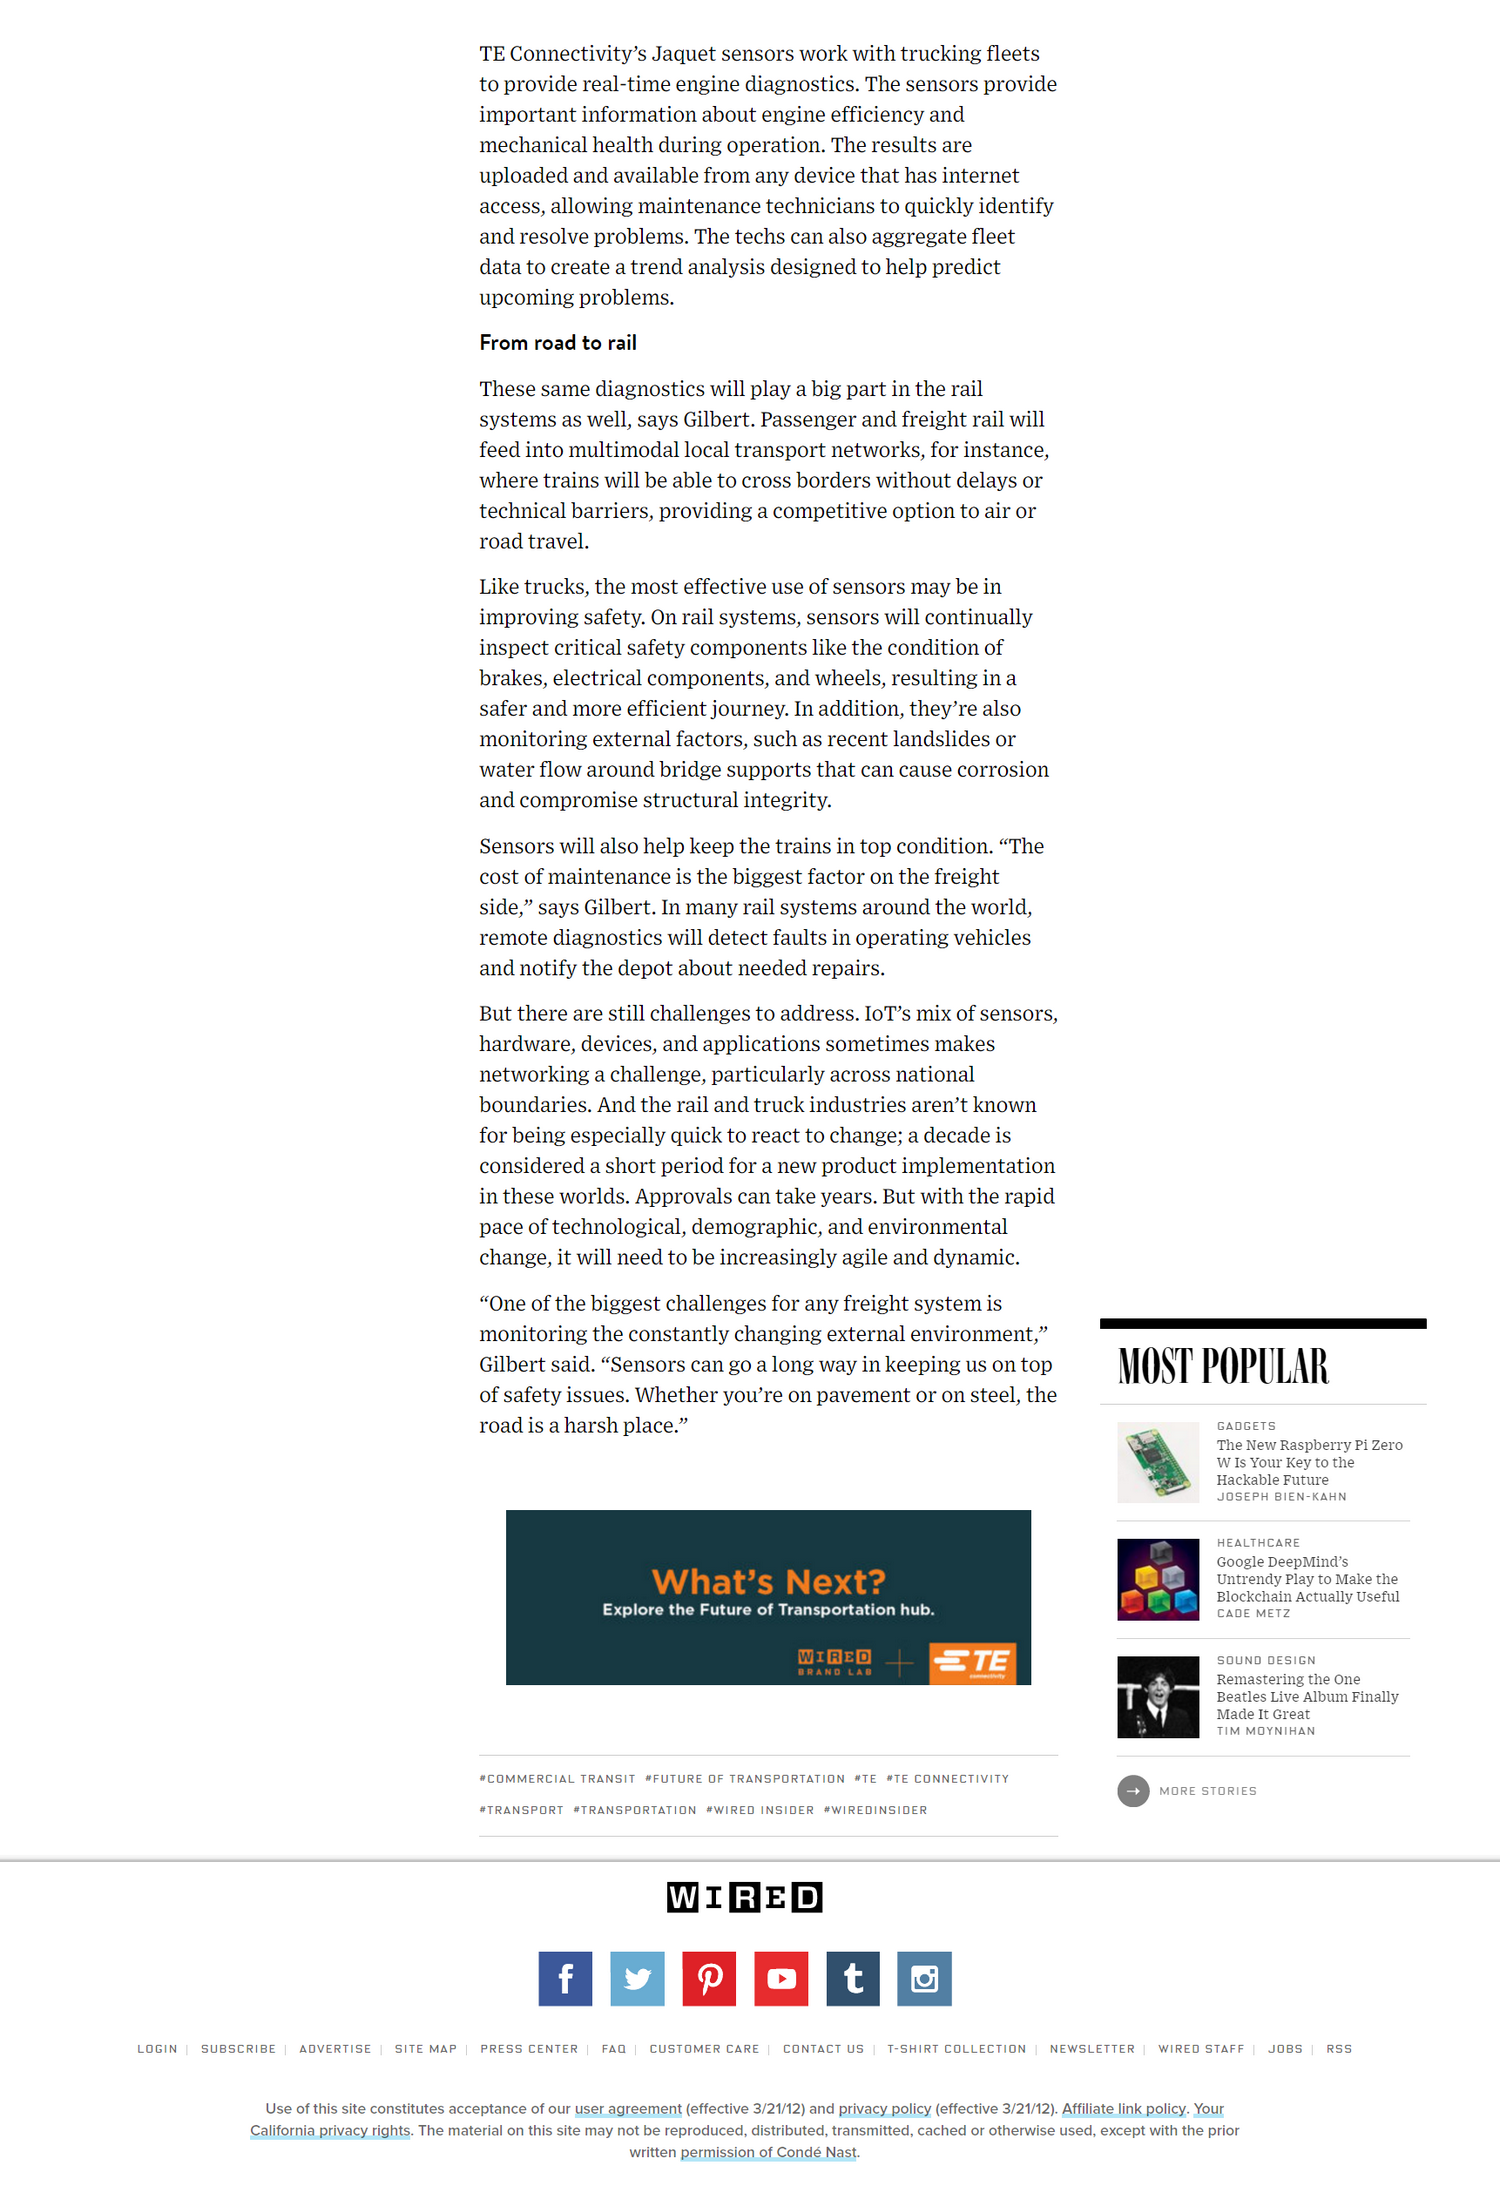 TE Connectivity’s Jaquet sensors work with trucking fleets
to provide real-time engine diagnostics. The sensors provide
important information about engine efficiency and
mechanical health during operation. The results are
uploaded and available from any device that has internet
access, allowing maintenance technicians to quickly identify
and resolve problems. The techs can also aggregate fleet
data to create a trend analysis designed to help predict
upcoming problems.
From road to rail
These same diagnostics will play a big part in the rail
systems as well, says Gilbert. Passenger and freight rail will
feed into multimodal local transport networks, for instance,
where trains will be able to cross borders without delays or
technical barriers, providing a competitive option to air or
road travel.
Like trucks, the most effective use of sensors may be in
improving safety. On rail systems, sensors will continually
inspect critical safety components like the condition of
brakes, electrical components, and wheels, resulting in a
safer and more efficient journey. In addition, they’re also
monitoring external factors, such as recent landslides or
water flow around bridge supports that can cause corrosion
and compromise structural integrity.
Sensors will also help keep the trains in top condition. “The
cost of maintenance is the biggest factor on the freight
side,” says Gilbert. In many rail systems around the world,
remote diagnostics will detect faults in operating vehicles
and notify the depot about needed repairs.
But there are still challenges to address. IoT’s mix of sensors,
hardware, devices, and applications sometimes makes
networking a challenge, particularly across national
boundaries. And the rail and truck industries aren’t known
for being especially quick to react to change; a decade is
considered a short period for a new product implementation
in these worlds. Approvals can take years. But with the rapid
pace of technological, demographic, and environmental
change, it will need to be increasingly agile and dynamic.
“One of the biggest challenges for any freight system is
monitoring the constantly changing external environment,”
Gilbert said. “Sensors can go a long way in keeping us on top
of safety issues. Whether you’re on pavement or on steel, the
road is a harsh place.”
What’s Next?
Explore the Future of Transportation hub.
WIRED
BRAND LAB
TE
connectivity
#COMMERCIAL TRANSIT #FUTURE OF TRANSPORTATION #TE #TE CONNECTIVITY
#TRANSPORT #TRANSPORTATION #WIRED INSIDER #WIREDINSIDER
MOST POPULAR
GADGETS
The New Raspberry Pi Zero
W Is Your Key to the
Hackable Future
JOSEPH BIEN-KAHN
HEALTHCARE
Google DeepMind’s
Untrendy Play to Make the
Blockchain Actually Useful
CADE METZ
SOUND DESIGN
Remastering the One
Beatles Live Album Finally
Made It Great
TIM MOYNIHAN
MORE STORIES
WIRED
LOGIN | SUBSCRIBE | ADVERTISE | SITE MAP | PRESS CENTER | FAQ | CUSTOMER CARE | CONTACT US | T-SHIRT COLLECTION | NEWSLETTER | WIRED STAFF | JOBS | RSS
Use of this site constitutes acceptance of our user agreement (effective 3/21/12) and privacy policy (effective 3/21/12). Affiliate link policy. Your
California privacy rights. The material on this site may not be reproduced, distributed, transmitted, cached or otherwise used, except with the prior
written permission of Condé Nast.